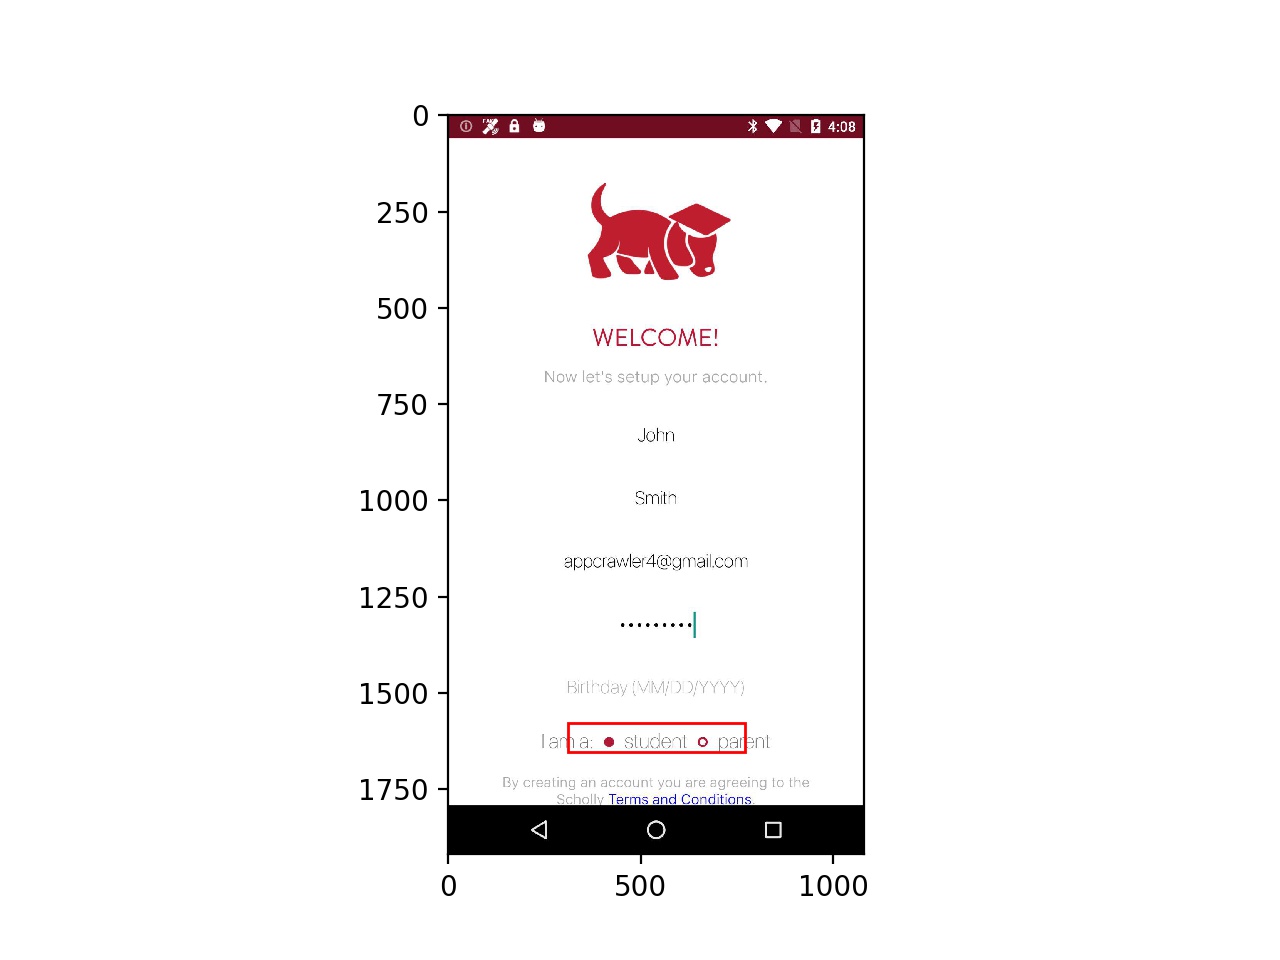 0
250
500
750
1000
1250
1500
1750
0 500 1000
4:08
WELCOME!
Now let's setup your account.
John
Smith
appcrawler4@gmail.com
•••••••••
Birthday (MM/DD/YYYY)
I am a: student parent
By creating an account you are agreeing to the
Scholly Terms and Conditions.